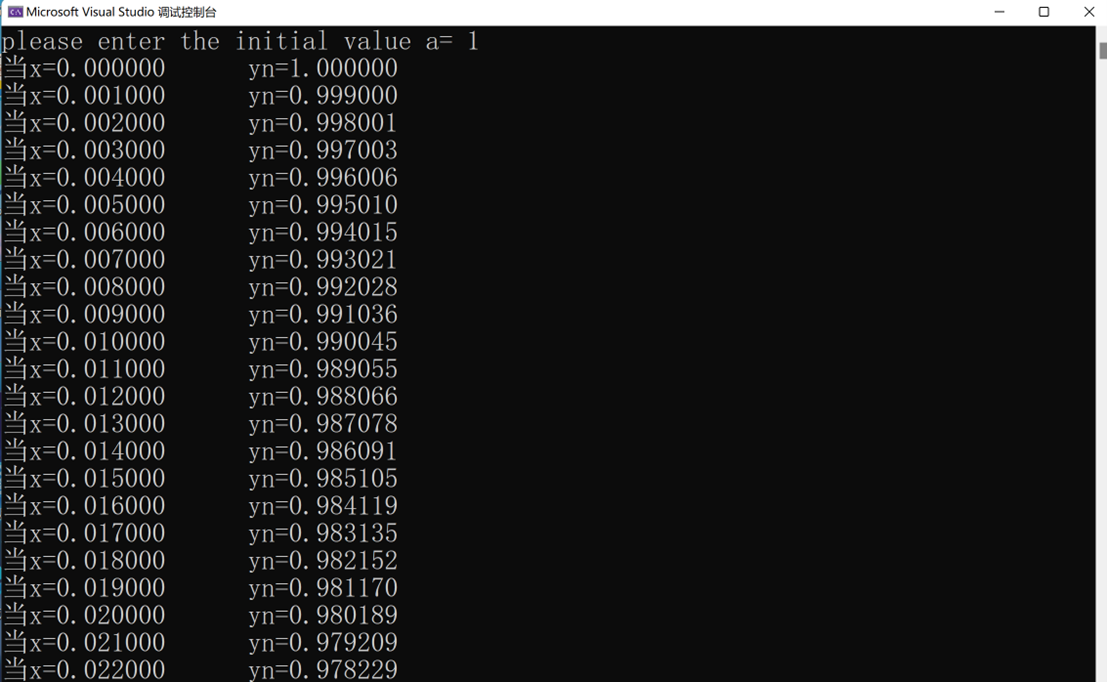 Microsoft Visual Studio 调试控制台
please enter the initial value a= 1
当x=0.000000 yn=1.000000
当x=0.001000 yn=0.999000
当x=0.002000 yn=0.998001
当x=0.003000 yn=0.997003
当x=0.004000 yn=0.996006
当x=0.005000 yn=0.995010
当x=0.006000 yn=0.994015
当x=0.007000 yn=0.993021
当x=0.008000 yn=0.992028
当x=0.009000 yn=0.991036
当x=0.010000 yn=0.990045
当x=0.011000 yn=0.989055
当x=0.012000 yn=0.988066
当x=0.013000 yn=0.987078
当x=0.014000 yn=0.986091
当x=0.015000 yn=0.985105
当x=0.016000 yn=0.984119
当x=0.017000 yn=0.983135
当x=0.018000 yn=0.982152
当x=0.019000 yn=0.981170
当x=0.020000 yn=0.980189
当x=0.021000 yn=0.979209
当x=0.022000 yn=0.978229